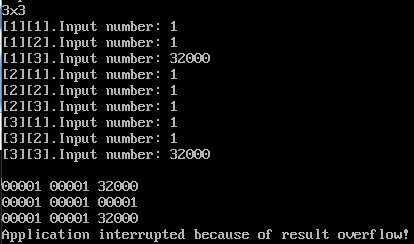 3x3
[1][1].Input number: 1
[1][2].Input number: 1
[1][3].Input number: 32000
[2][1].Input number: 1
[2][2].Input number: 1
[2][3].Input number: 1
[3][1].Input number: 1
[3][2].Input number: 1
[3][3].Input number: 32000
00001 00001 32000
00001 00001 00001
00001 00001 32000
Application interrupted because of result overflow!